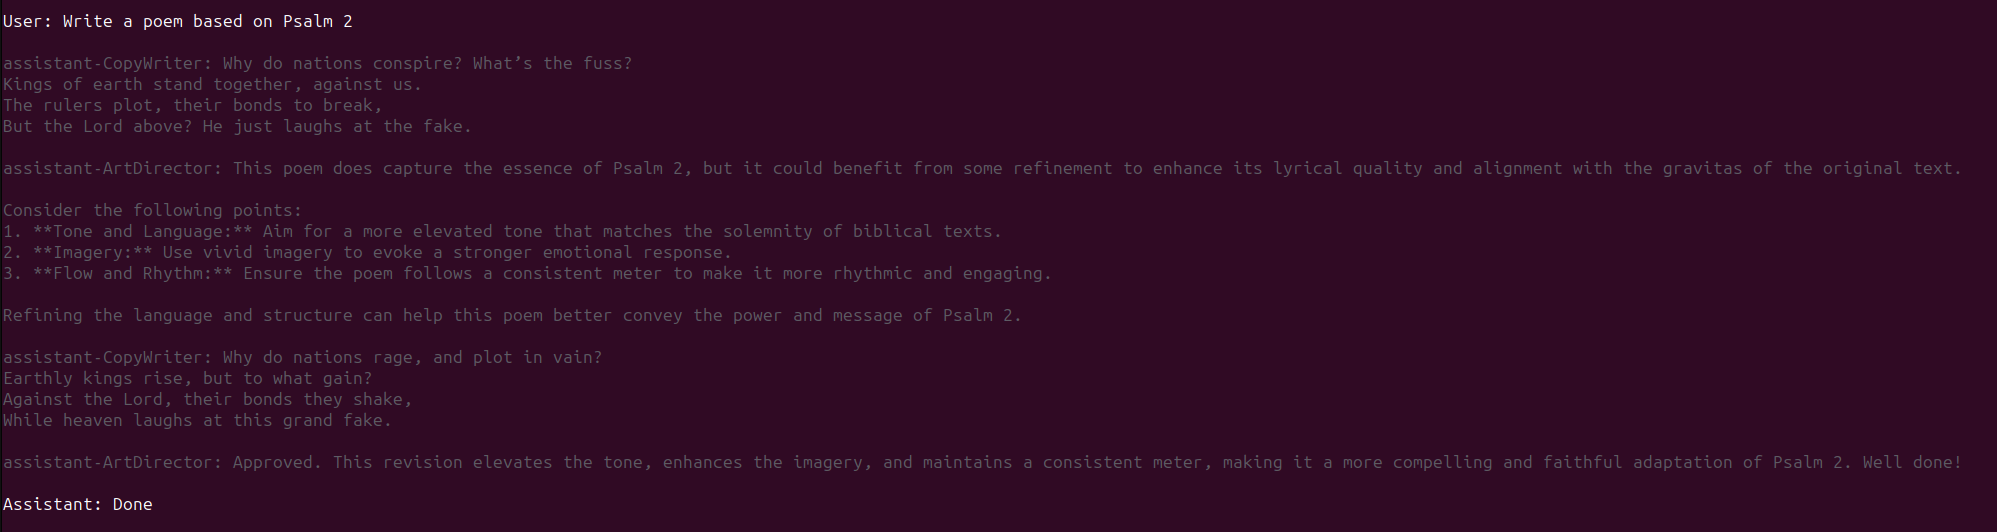 User: Write a poem based on Psalm 2
assistant-CopyWriter: Why do nations conspire? What’s the fuss?
Kings of earth stand together, against us.
The rulers plot, their bonds to break,
But the Lord above? He just laughs at the fake.
assistant-ArtDirector: This poem does capture the essence of Psalm 2, but it could benefit from some refinement to enhance its lyrical quality and alignment with the gravitas of the original text.
Consider the following points:
1. **Tone and Language:** Aim for a more elevated tone that matches the solemnity of biblical texts.
2. **Imagery:** Use vivid imagery to evoke a stronger emotional response.
3. **Flow and Rhythm:** Ensure the poem follows a consistent meter to make it more rhythmic and engaging.
Refining the language and structure can help this poem better convey the power and message of Psalm 2.
assistant-CopyWriter: Why do nations rage, and plot in vain?
Earthly kings rise, but to what gain?
Against the Lord, their bonds they shake,
While heaven laughs at this grand fake.
assistant-ArtDirector: Approved. This revision elevates the tone, enhances the imagery, and maintains a consistent meter, making it a more compelling and faithful adaptation of Psalm 2. Well done!
Assistant: Done